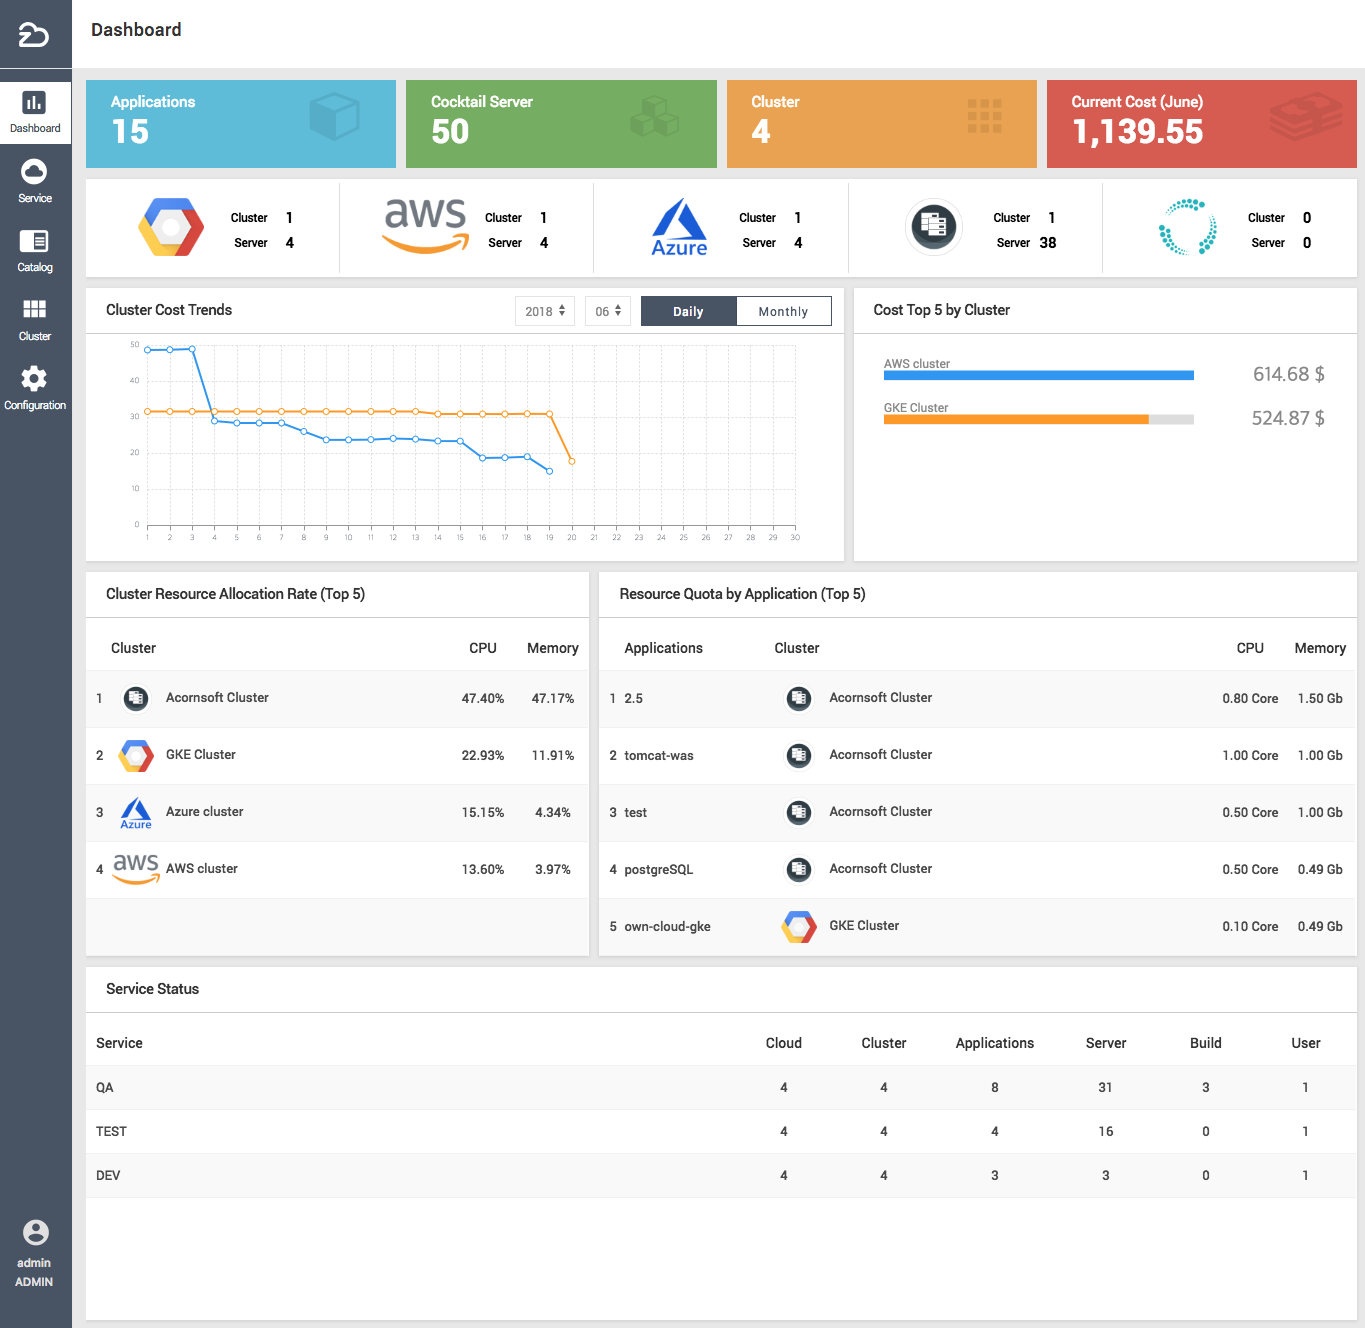 Dashboard
Dashboard
Service
Catalog
Cluster
Configuration
admin
ADMIN
Applications
15
Cocktail Server
50
Cluster
4
Current Cost (June)
1,139.55
Cluster 1
Server 4
aws
Cluster 1
Server 4
Azure
Cluster 1
Server 4
Cluster 1
Server 38
Cluster 0
Server 0
Cluster Cost Trends
2018 06 Daily Monthly
50
40
30
20
10
0
1 2 3 4 5 6 7 8 9 10 11 12 13 14 15 16 17 18 19 20 21 22 23 24 25 26 27 28 29 30
Cost Top 5 by Cluster
AWS cluster 614.68 $
GKE Cluster 524.87 $
Cluster Resource Allocation Rate (Top 5)
Cluster CPU Memory
1 Acornsoft Cluster 47.40% 47.17%
2 GKE Cluster 22.93% 11.91%
3 Azure Azure cluster 15.15% 4.34%
4 aws AWS cluster 13.60% 3.97%
Resource Quota by Application (Top 5)
Applications Cluster CPU Memory
1 2.5 Acornsoft Cluster 0.80 Core 1.50 Gb
2 tomcat-was Acornsoft Cluster 1.00 Core 1.00 Gb
3 test Acornsoft Cluster 0.50 Core 1.00 Gb
4 postgreSQL Acornsoft Cluster 0.50 Core 0.49 Gb
5 own-cloud-gke GKE Cluster 0.10 Core 0.49 Gb
Service Status
Service Cloud Cluster Applications Server Build User
QA 4 4 8 31 3 1
TEST 4 4 4 16 0 1
DEV 4 4 3 3 0 1